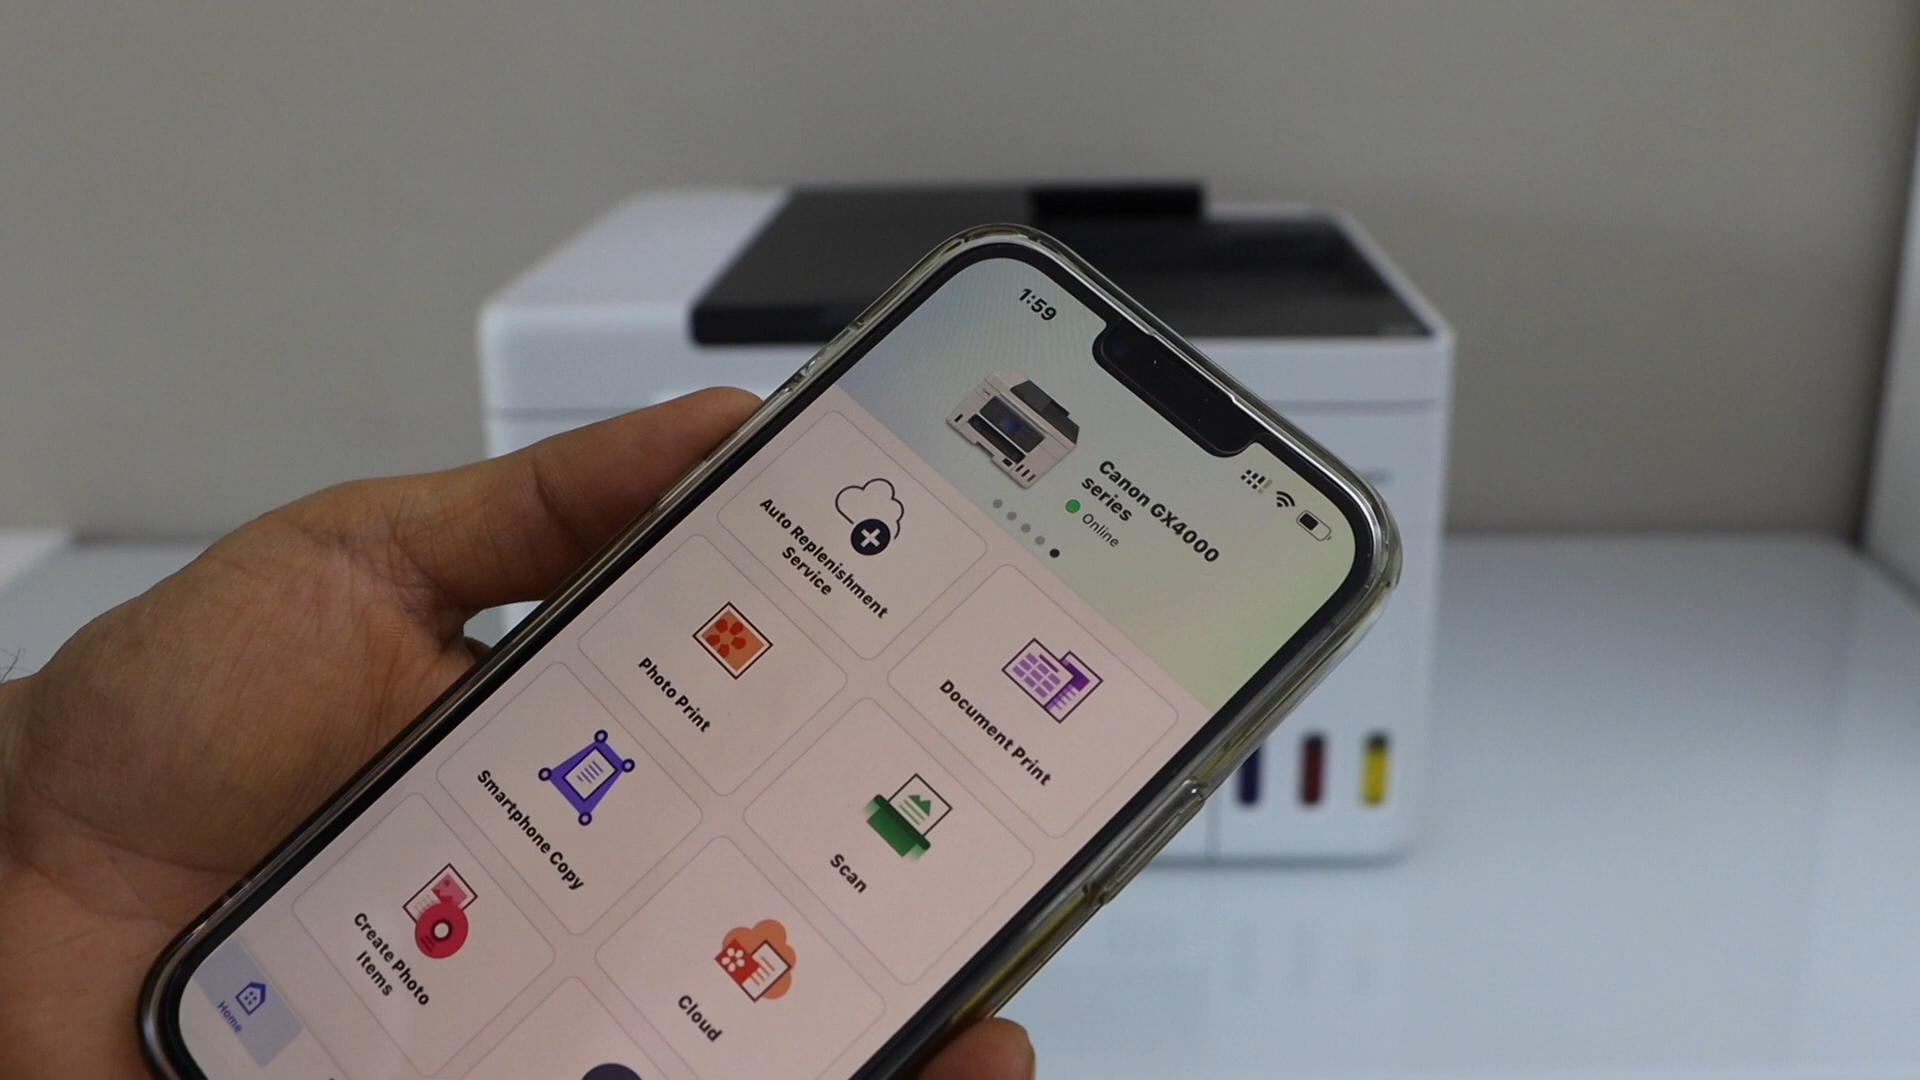 1:59
Canon GX4000
series
Online
Auto Replenishment
Service
Document Print
Photo Print
Scan
Smartphone Copy
Cloud
Create Photo
Items
Home